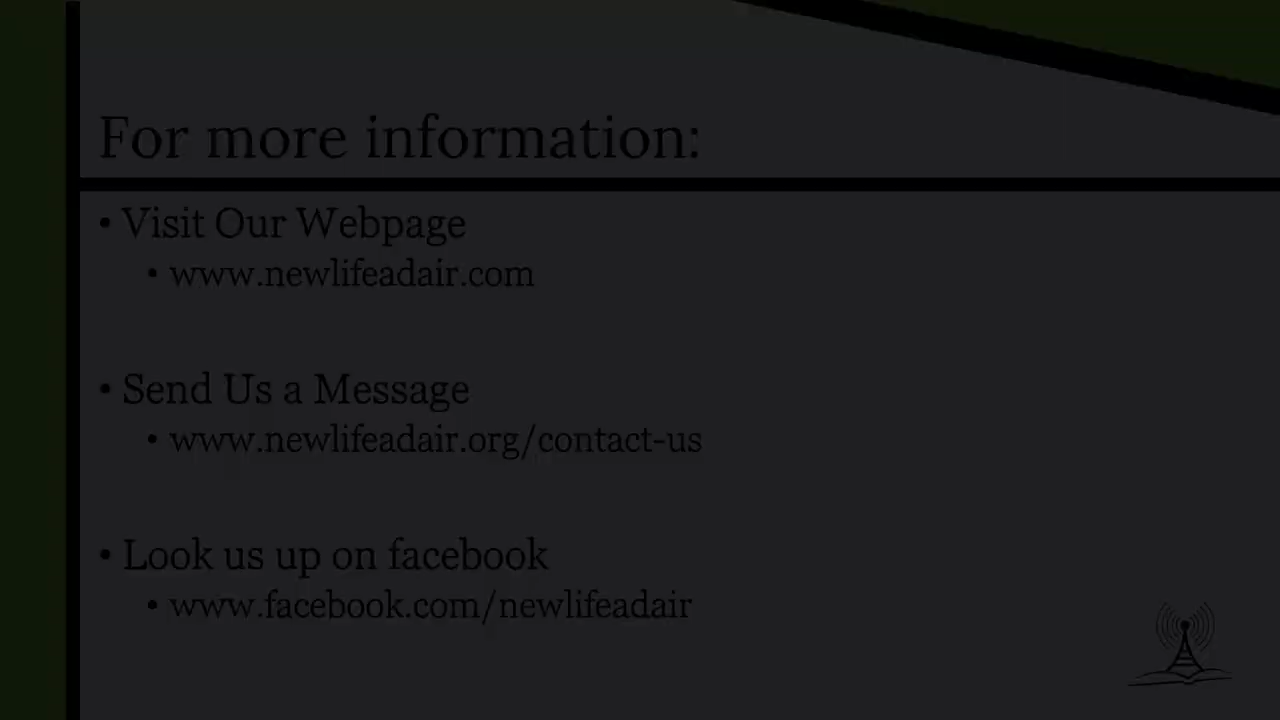 For more information:
• Visit Our Webpage
• www.newlifeadair.com
• Send Us a Message
• www.newlifeadair.org/contact-us
• Look us up on facebook
• www.facebook.com/newlifeadair